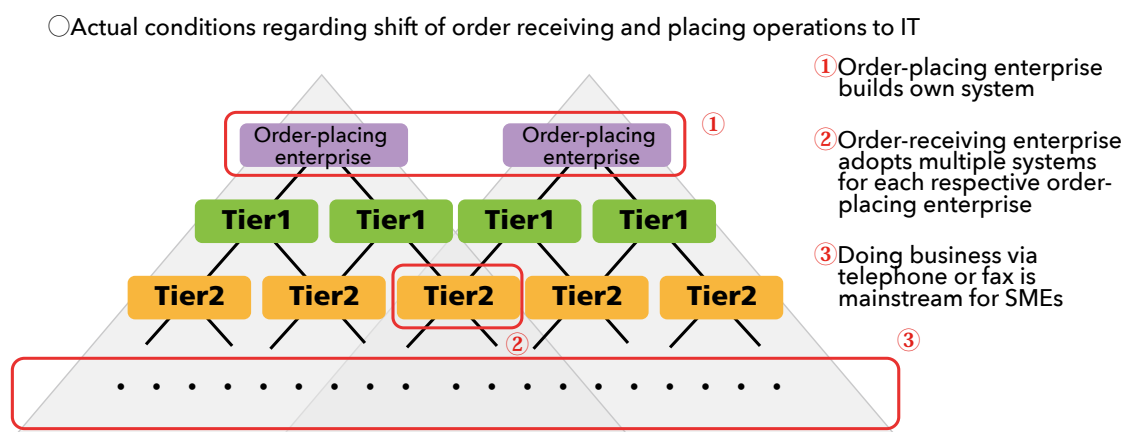 ○Actual conditions regarding shift of order receiving and placing operations to IT
①Order-placing enterprise
builds own system
②Order-receiving enterprise
adopts multiple systems
for each respective order-
placing enterprise
③Doing business via
telephone or fax is
mainstream for SMEs
Order-placing
enterprise
Order-placing
enterprise
①
Tier1
Tier1
Tier1
Tier1
Tier2
Tier2
Tier2
Tier2
Tier2
②
③